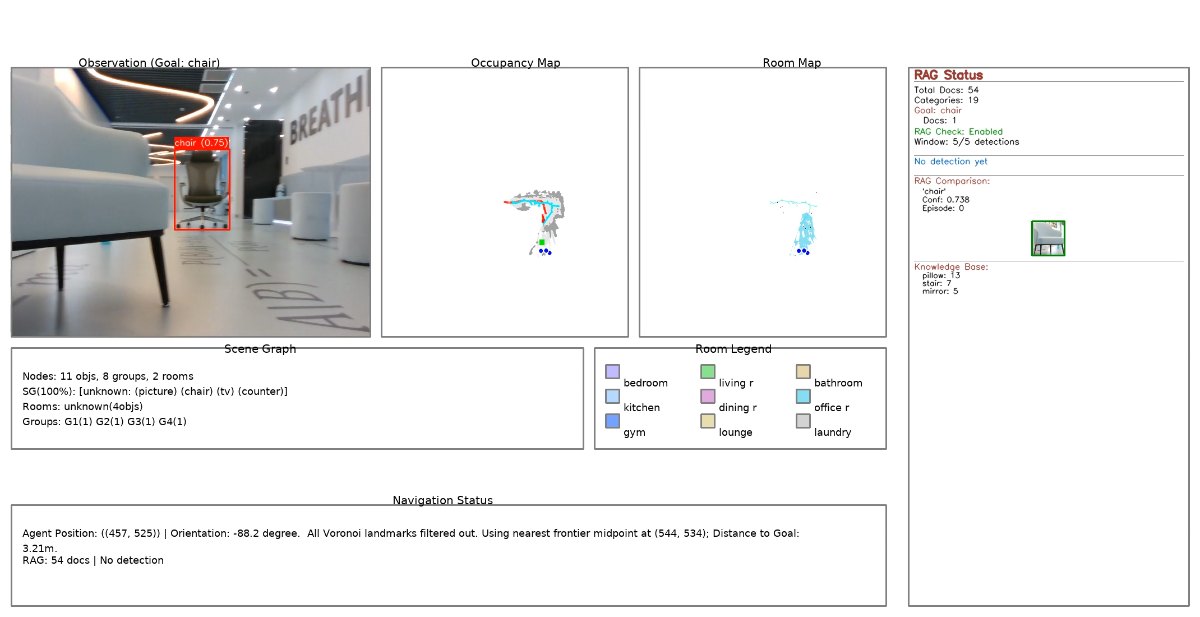 Observation (Goal: chair)
chair (0.75)
BREATHI
Occupancy Map
Room Map
RAG Status
Total Docs: 54
Categories: 19
Goal: chair
Docs: 1
RAG Check: Enabled
Window: 5/5 detections
No detection yet
RAG Comparison:
'chair'
Conf: 0.738
Episode: 0
Knowledge Base:
pillow: 13
stair: 7
mirror: 5
Scene Graph
Nodes: 11 objs, 8 groups, 2 rooms
SG(100%): [unknown: (picture) (chair) (tv) (counter)]
Rooms: unknown(4objs)
Groups: G1(1) G2(1) G3(1) G4(1)
Room Legend
bedroom
living r
bathroom
kitchen
dining r
office r
gym
lounge
laundry
Navigation Status
Agent Position: ((457, 525)) | Orientation: -88.2 degree.  All Voronoi landmarks filtered out. Using nearest frontier midpoint at (544, 534); Distance to Goal:
3.21m.
RAG: 54 docs | No detection